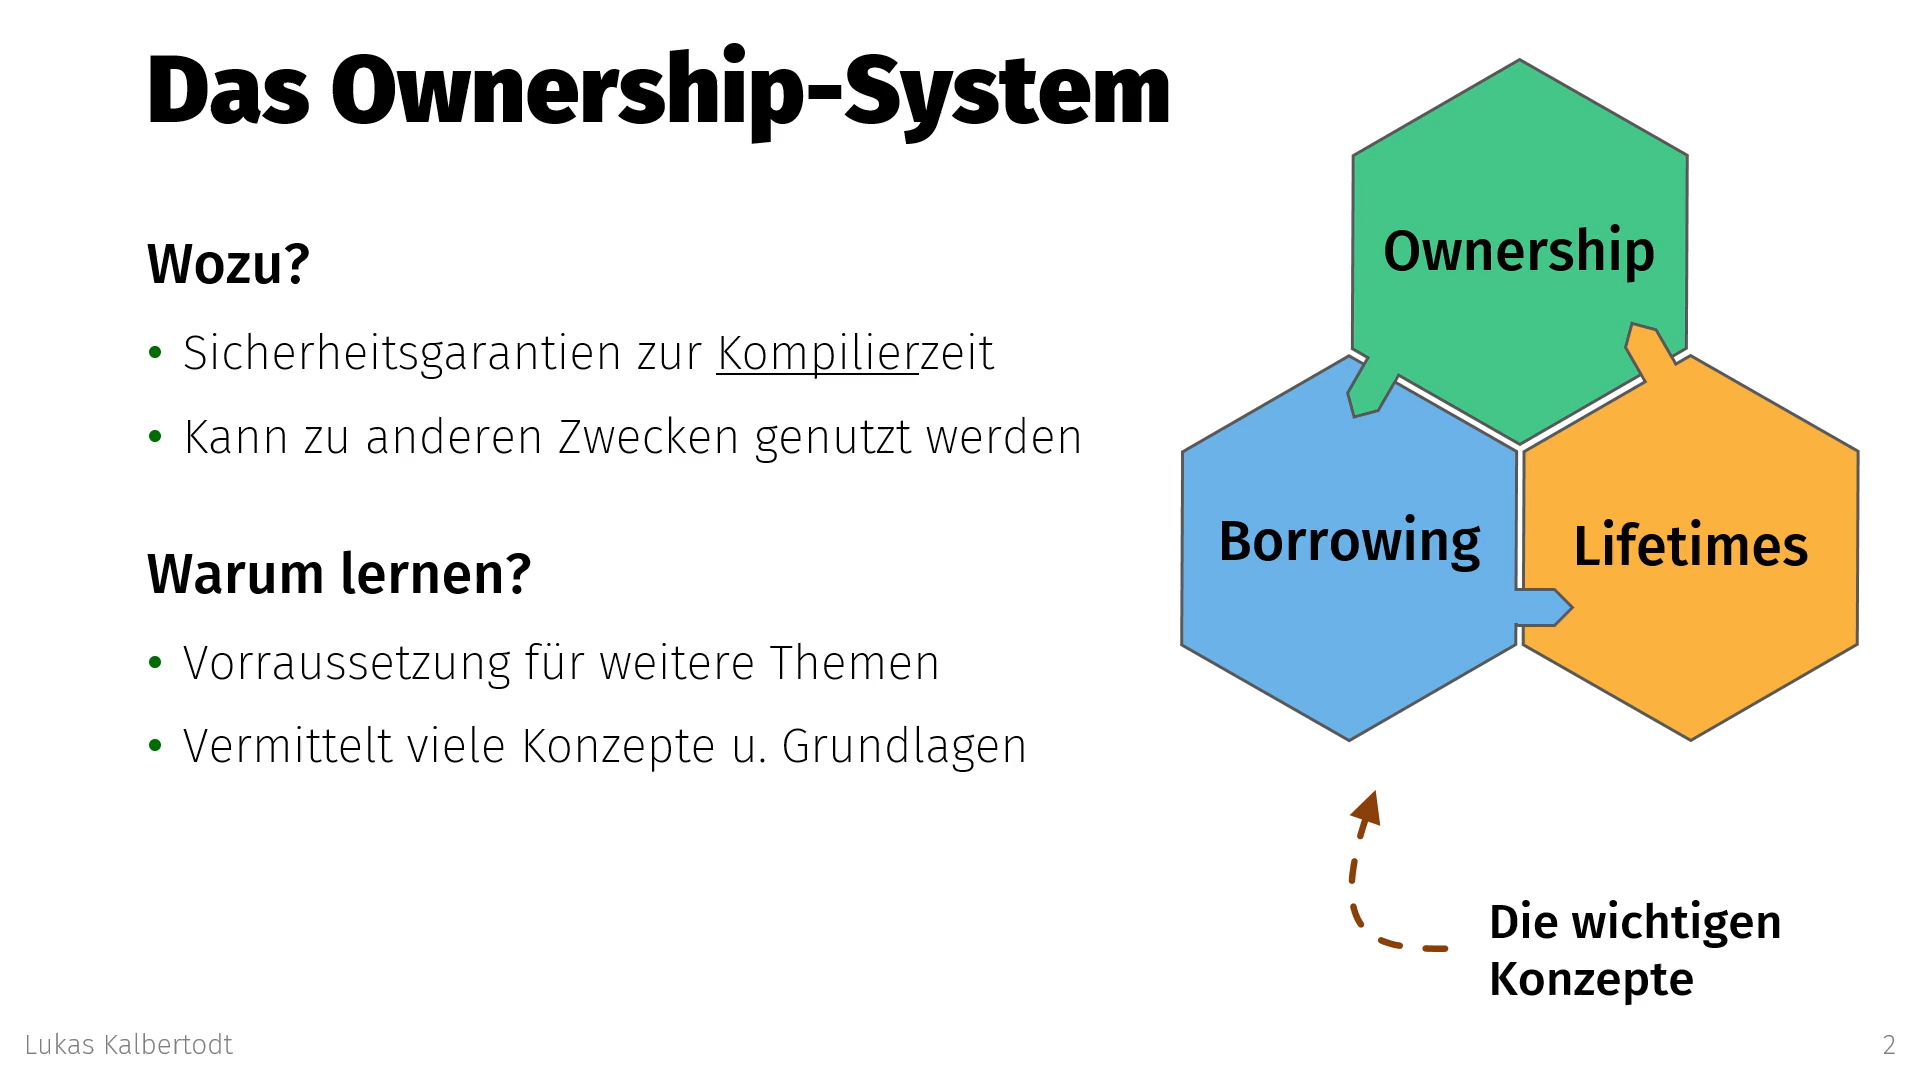 Das Ownership-System
Wozu?
• Sicherheitsgarantien zur Kompilierzeit
• Kann zu anderen Zwecken genutzt werden
Warum lernen?
• Vorraussetzung für weitere Themen
• Vermittelt viele Konzepte u. Grundlagen
Ownership
Borrowing
Lifetimes
Die wichtigen
Konzepte
Lukas Kalbertodt
2